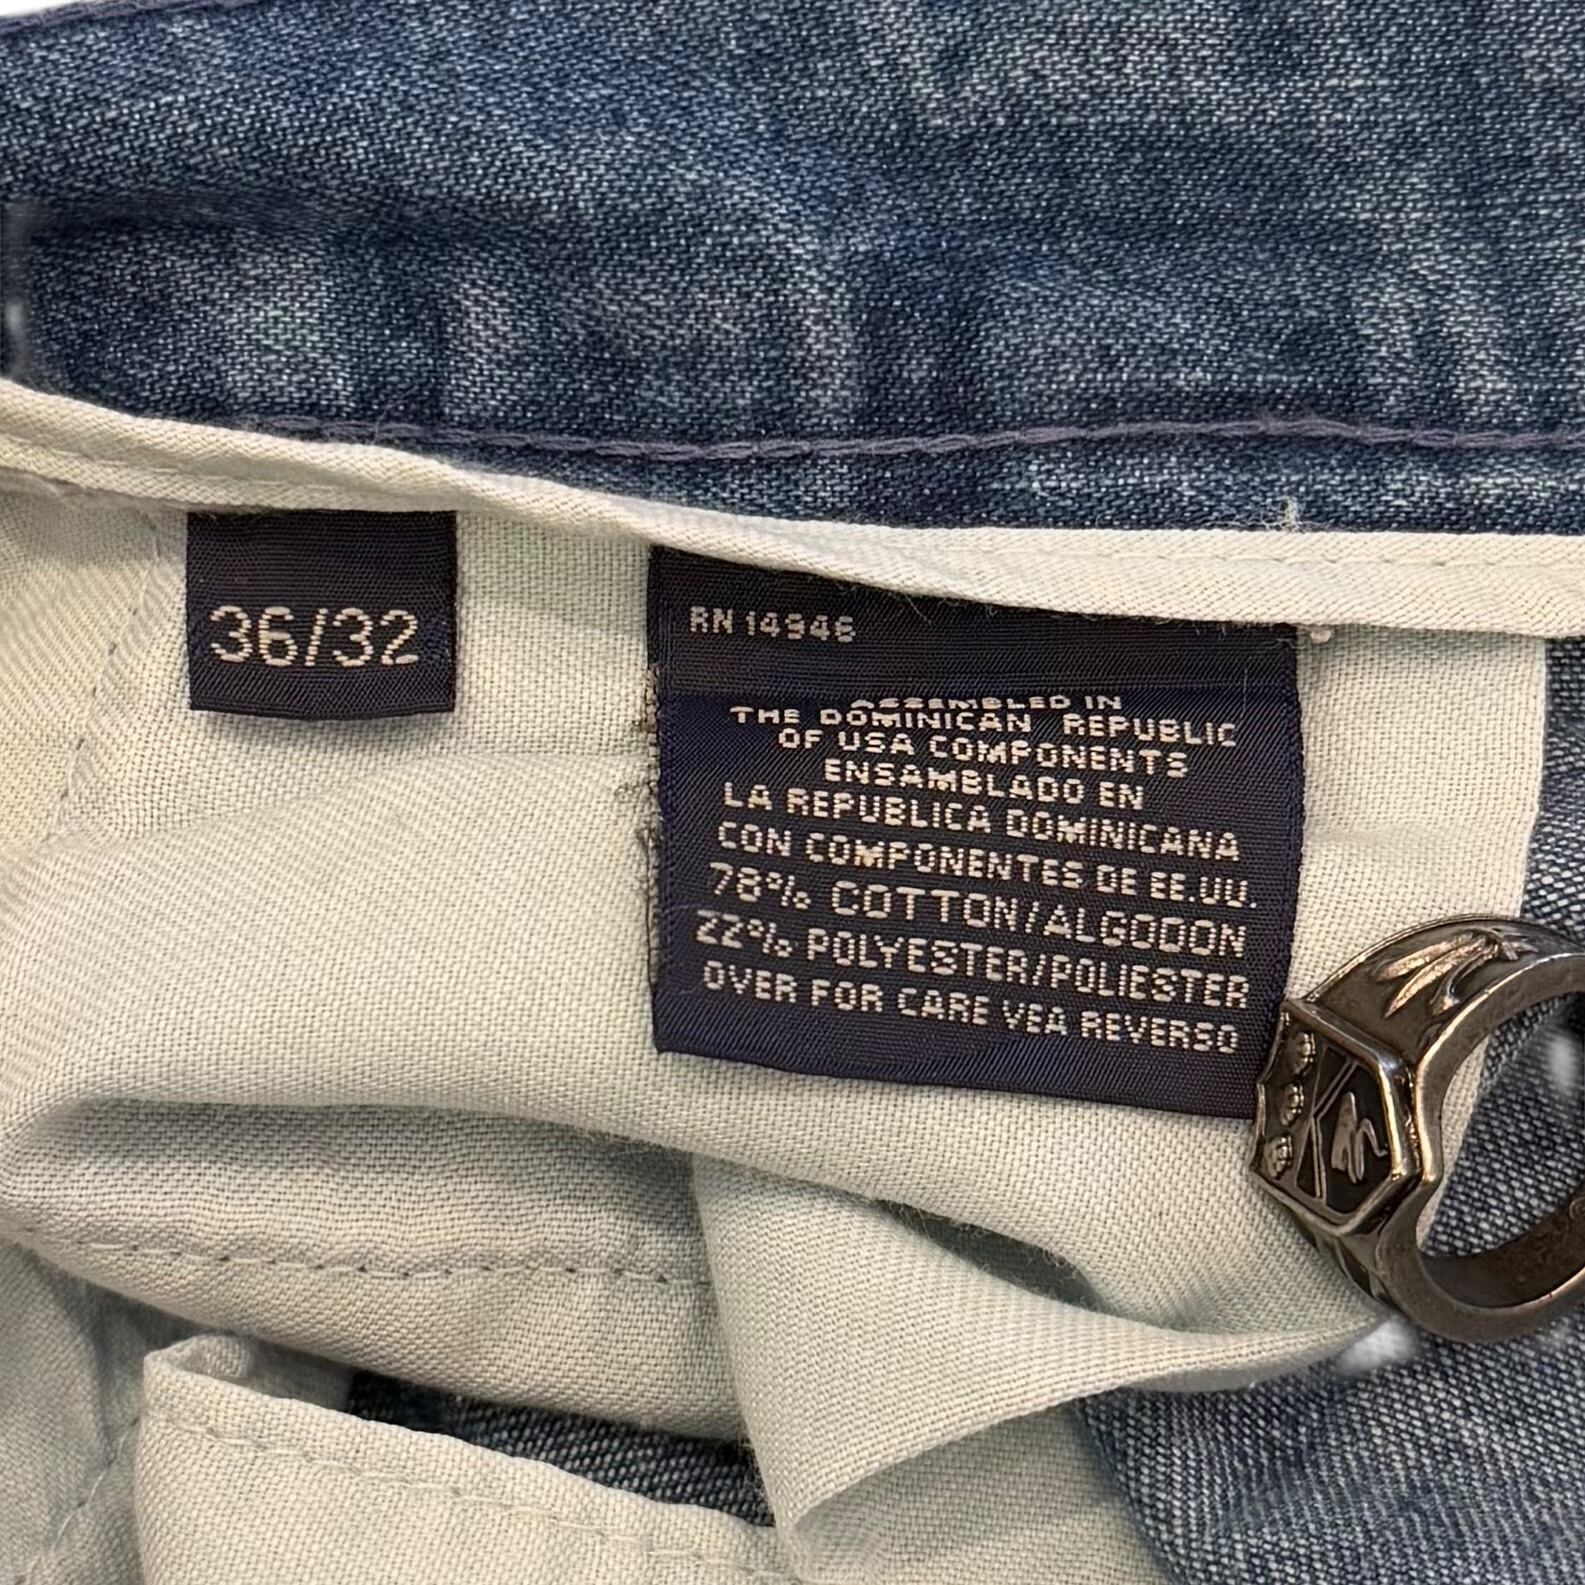 36/32
RN 14946
ASSEMBLED IN
THE DOMINICAN REPUBLIC
OF USA COMPONENTS
ENSAMBLADO EN
LA REPUBLICA DOMINICANA
CON COMPONENTES DE EE.UU.
78% COTTON/ALGODON
22% POLYESTER/POLIESTER
OVER FOR CARE VEA REVERSO